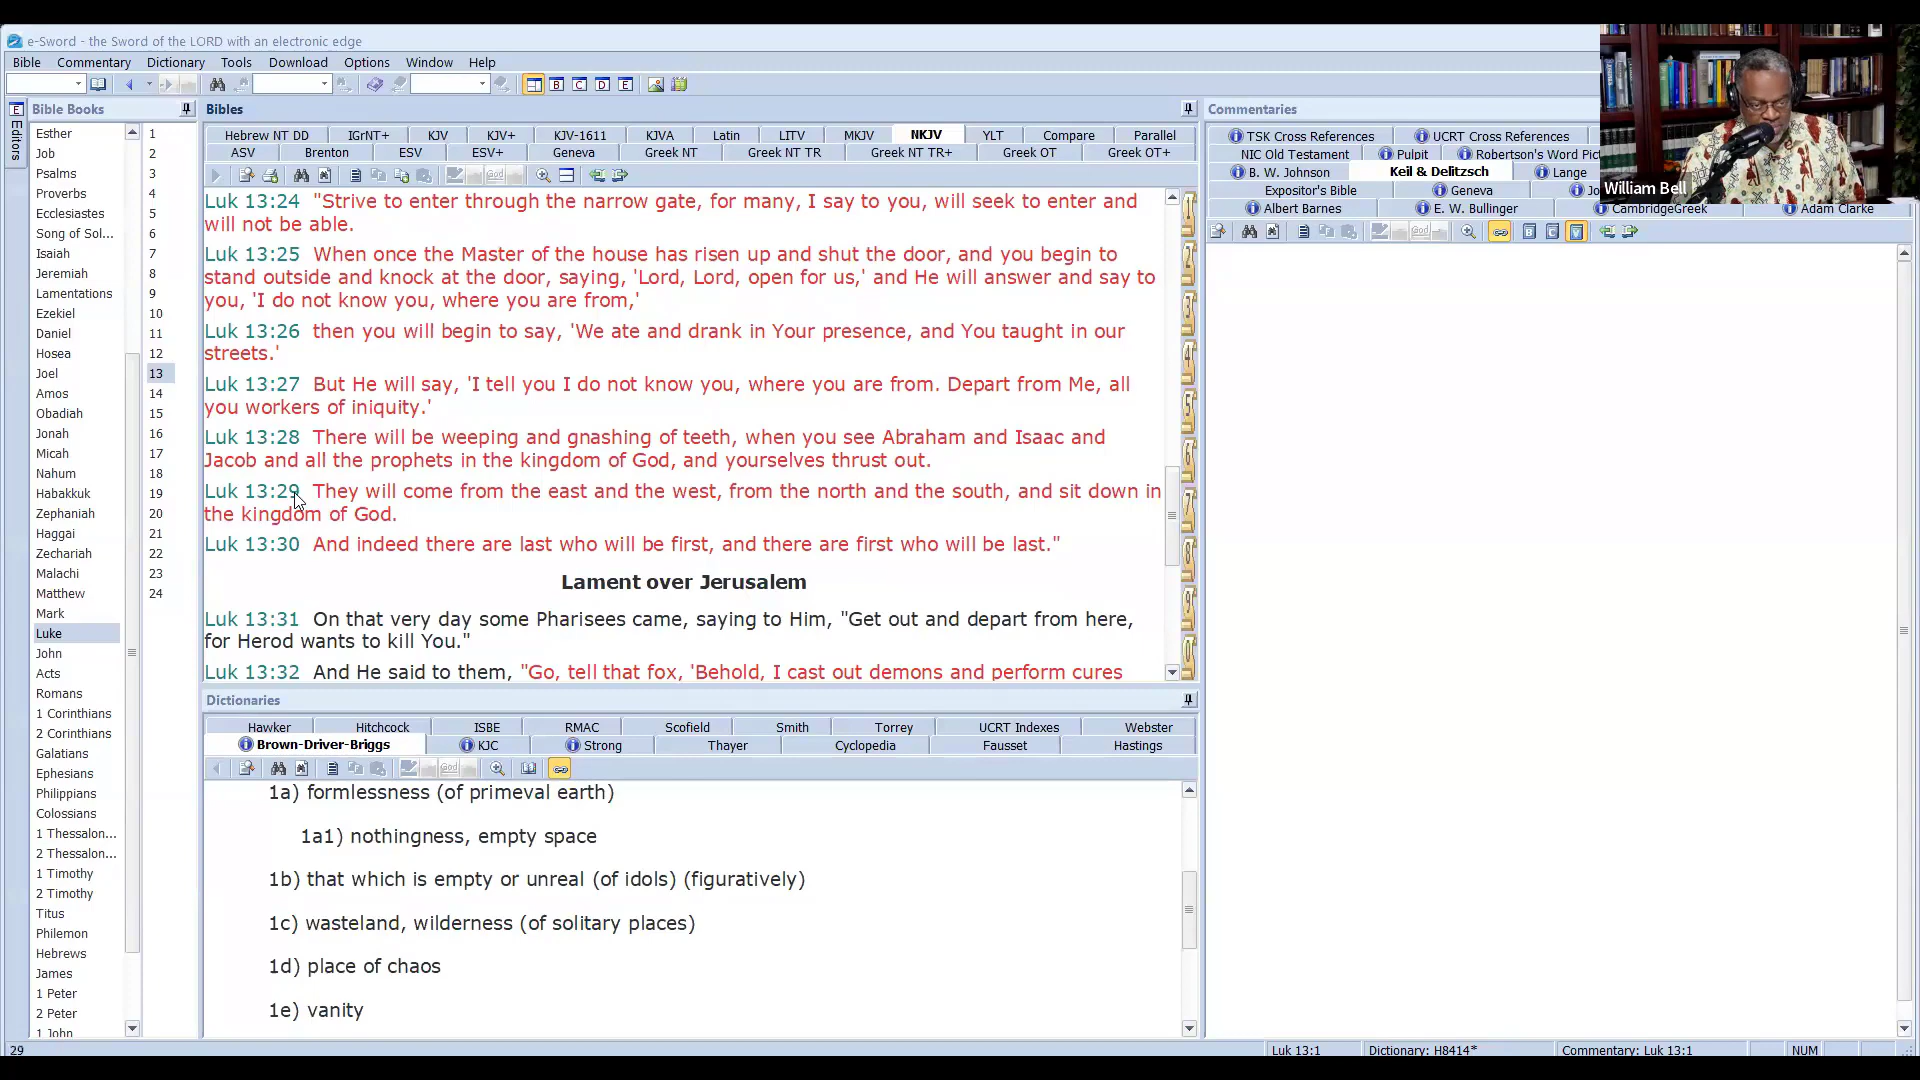 e-Sword - the Sword of the LORD with an electronic edge
Bible Commentary Dictionary Tools Options Download Window Help
Editors
Bible Books
Esther
Job
Psalms
Proverbs
Ecclesiastes
Song of Sol...
Isaiah
Jeremiah
Lamentations
Ezekiel
Daniel
Hosea
Joel
Amos
Obadiah
Jonah
Micah
Nahum
Habakkuk
Zephaniah
Haggai
Zechariah
Malachi
Matthew
Mark
Luke
John
Acts
Romans
1 Corinthians
2 Corinthians
Galatians
Ephesians
Philippians
Colossians
1 Thessalon...
2 Thessalon...
1 Timothy
2 Timothy
Titus
Philemon
Hebrews
James
1 Peter
2 Peter
1 John
1
2
3
4
5
6
7
8
9
10
11
12
13
14
15
16
17
18
19
20
21
22
23
24
Bibles
Hebrew NT DD IGrNT+ KJV KJV+ KJV-1611 KJVA Latin LITV MKJV NKJV YLT Compare Parallel
ASV Brenton ESV ESV+ Geneva Greek NT Greek NT TR Greek NT TR+ Greek OT Greek OT+
Luk 13:24 "Strive to enter through the narrow gate, for many, I say to you, will seek to enter and
will not be able.
Luk 13:25 When once the Master of the house has risen up and shut the door, and you begin to
stand outside and knock at the door, saying, 'Lord, Lord, open for us,' and He will answer and say to
you, 'I do not know you, where you are from,'
Luk 13:26 then you will begin to say, 'We ate and drank in Your presence, and You taught in our
streets.'
Luk 13:27 But He will say, 'I tell you I do not know you, where you are from. Depart from Me, all
you workers of iniquity.'
Luk 13:28 There will be weeping and gnashing of teeth, when you see Abraham and Isaac and
Jacob and all the prophets in the kingdom of God, and yourselves thrust out.
Luk 13:29 They will come from the east and the west, from the north and the south, and sit down in
the kingdom of God.
Luk 13:30 And indeed there are last who will be first, and there are first who will be last."
Lament over Jerusalem
Luk 13:31 On that very day some Pharisees came, saying to Him, "Get out and depart from here,
for Herod wants to kill You."
Luk 13:32 And He said to them, "Go, tell that fox, 'Behold, I cast out demons and perform cures
1
2
3
4
5
6
7
8
9
0
Dictionaries
Hawker Hitchcock ISBE RMAC Scofield Smith Torrey UCRT Indexes Webster
Brown-Driver-Briggs KJC Strong Thayer Cyclopedia Fausset Hastings
1a) formlessness (of primeval earth)
1a1) nothingness, empty space
1b) that which is empty or unreal (of idols) (figuratively)
1c) wasteland, wilderness (of solitary places)
1d) place of chaos
1e) vanity
Commentaries
TSK Cross References UCRT Cross References
NIC Old Testament Pulpit Robertson's Word Pic
B. W. Johnson Keil & Delitzsch Lange
Expositor's Bible Geneva
Albert Barnes E. W. Bullinger CambridgeGreek Adam Clarke
William Bell
29 Luk 13:1 Dictionary: H8414* Commentary: Luk 13:1 NUM